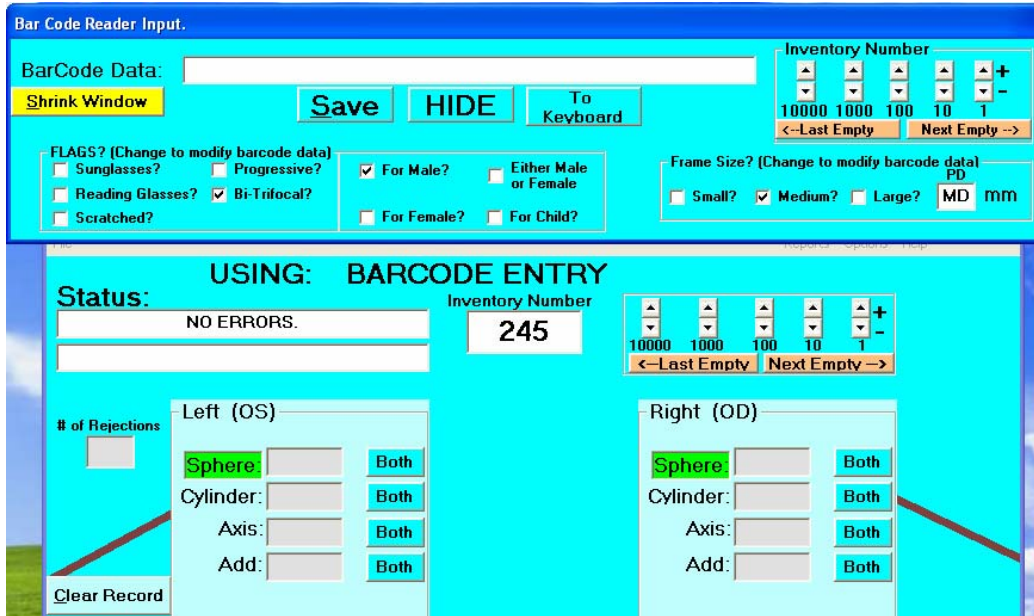 Bar Code Reader Input.
BarCode Data:
Inventory Number
+
-
10000 1000 100 10 1
<--Last Empty Next Empty -->
Shrink Window
Save HIDE To Keyboard
FLAGS? (Change to modify barcode data)
Sunglasses? Progressive?
Reading Glasses? Bi-Trifocal?
Scratched?
For Male? Either Male or Female
For Female? For Child?
Frame Size? (Change to modify barcode data)
PD
Small? Medium? Large? MD mm
File Reports Options Help
USING: BARCODE ENTRY
Status:
NO ERRORS.
Inventory Number
245
+
-
10000 1000 100 10 1
<--Last Empty Next Empty -->
# of Rejections
Left (OS)
Sphere: Both
Cylinder: Both
Axis: Both
Add: Both
Right (OD)
Sphere: Both
Cylinder: Both
Axis: Both
Add: Both
Clear Record